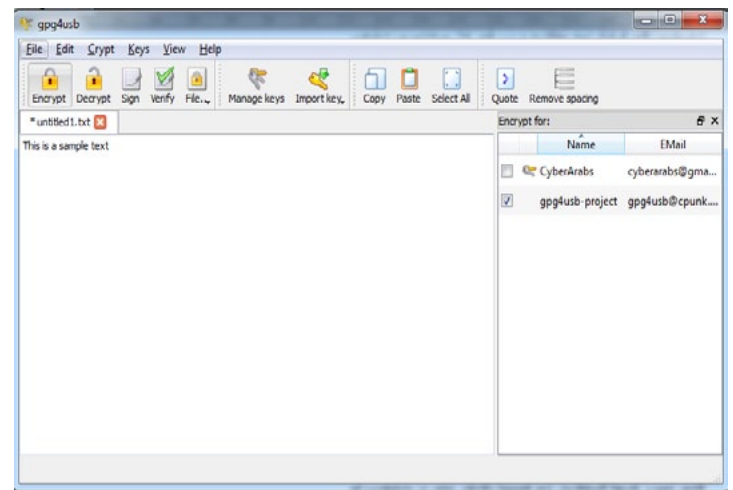 gpg4usb
File Edit Crypt Keys View Help
Encrypt Decrypt Sign Verify File... Manage keys Import key... Copy Paste Select All Quote Remove spacing
*untitled1.txt
Encrypt for:
This is a sample text
Name EMail
CyberArabs cyberarabs@gma...
gpg4usb-project gpg4usb@cpunk....